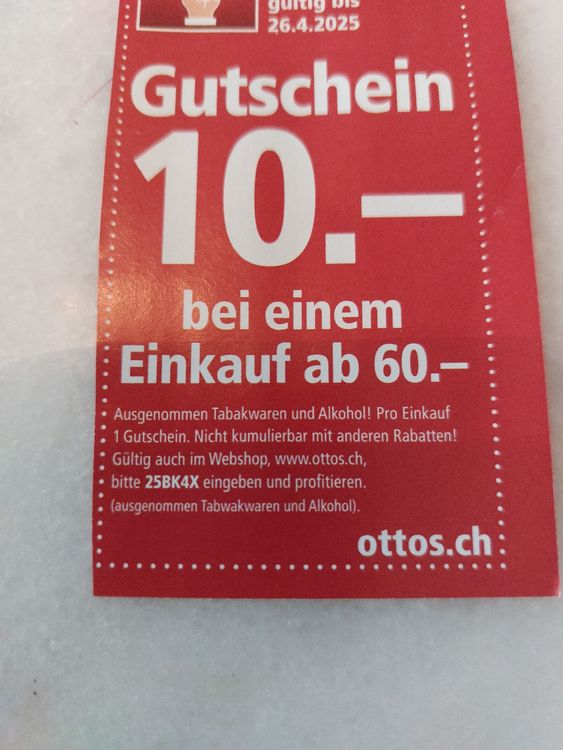 gültig bis
26.4.2025
Gutschein
10.–
bei einem
Einkauf ab 60.–
Ausgenommen Tabakwaren und Alkohol! Pro Einkauf
1 Gutschein. Nicht kumulierbar mit anderen Rabatten!
Gültig auch im Webshop, www.ottos.ch,
bitte 25BK4X eingeben und profitieren.
(ausgenommen Tabwakwaren und Alkohol).
ottos.ch